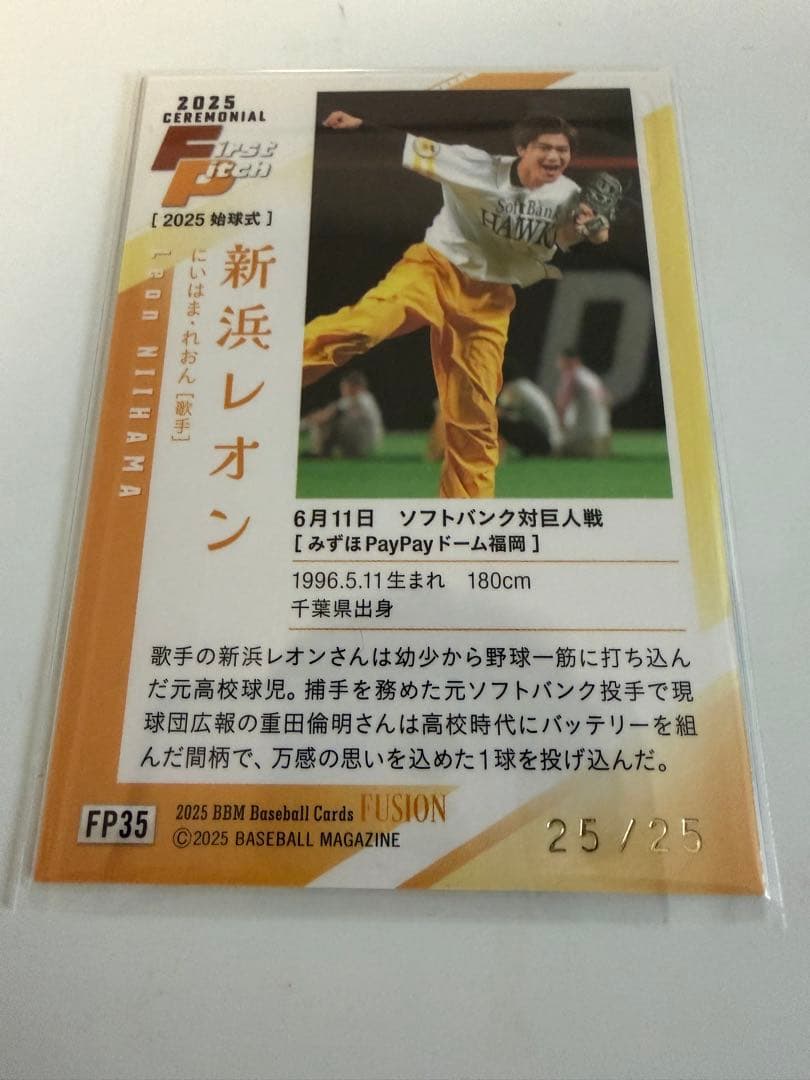 2025
CEREMONIAL
First
Pitch
[ 2025 始球式 ]
新浜レオン
にいはま・れおん [歌手]
Leon NIIHAMA
SoftBank
HAWK
D
6月11日 ソフトバンク対巨人戦
[ みずほPayPayドーム福岡 ]
1996.5.11生まれ 180cm
千葉県出身
歌手の新浜レオンさんは幼少から野球一筋に打ち込ん
だ元高校球児。捕手を務めた元ソフトバンク投手で現
球団広報の重田倫明さんは高校時代にバッテリーを組
んだ間柄で、万感の思いを込めた1球を投げ込んだ。
FP35
2025 BBM Baseball Cards FUSION
©2025 BASEBALL MAGAZINE
25/25